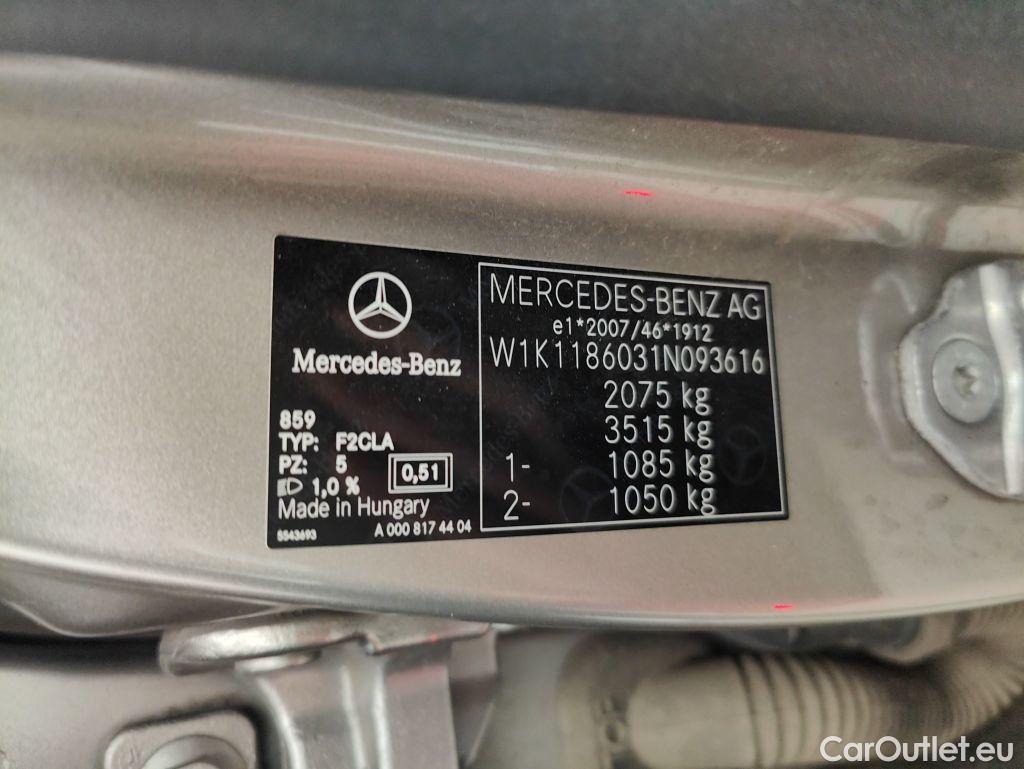 Mercedes-Benz
859
TYP: F2CLA
PZ: 5
1,0 %
0,51
Made in Hungary
5543693
A 000 817 44 04
MERCEDES-BENZ AG
e1*2007/46*1912
W1K1186031N093616
2075 kg
3515 kg
1- 1085 kg
2- 1050 kg
CarOutlet.eu